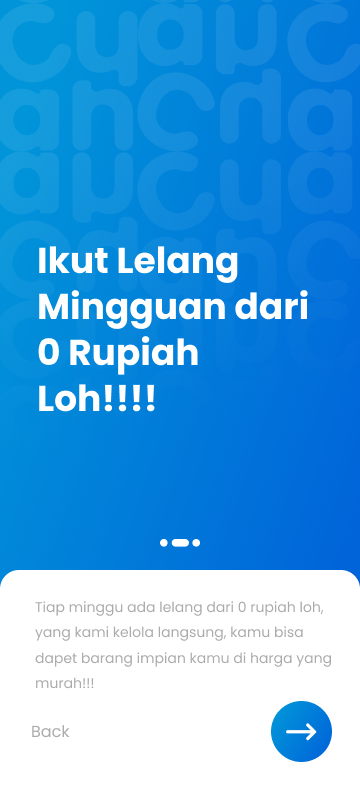 Ikut Lelang
Mingguan dari
0 Rupiah
Loh!!!!
Tiap minggu ada lelang dari 0 rupiah loh,
yang kami kelola langsung, kamu bisa
dapet barang impian kamu di harga yang
murah!!!
Back